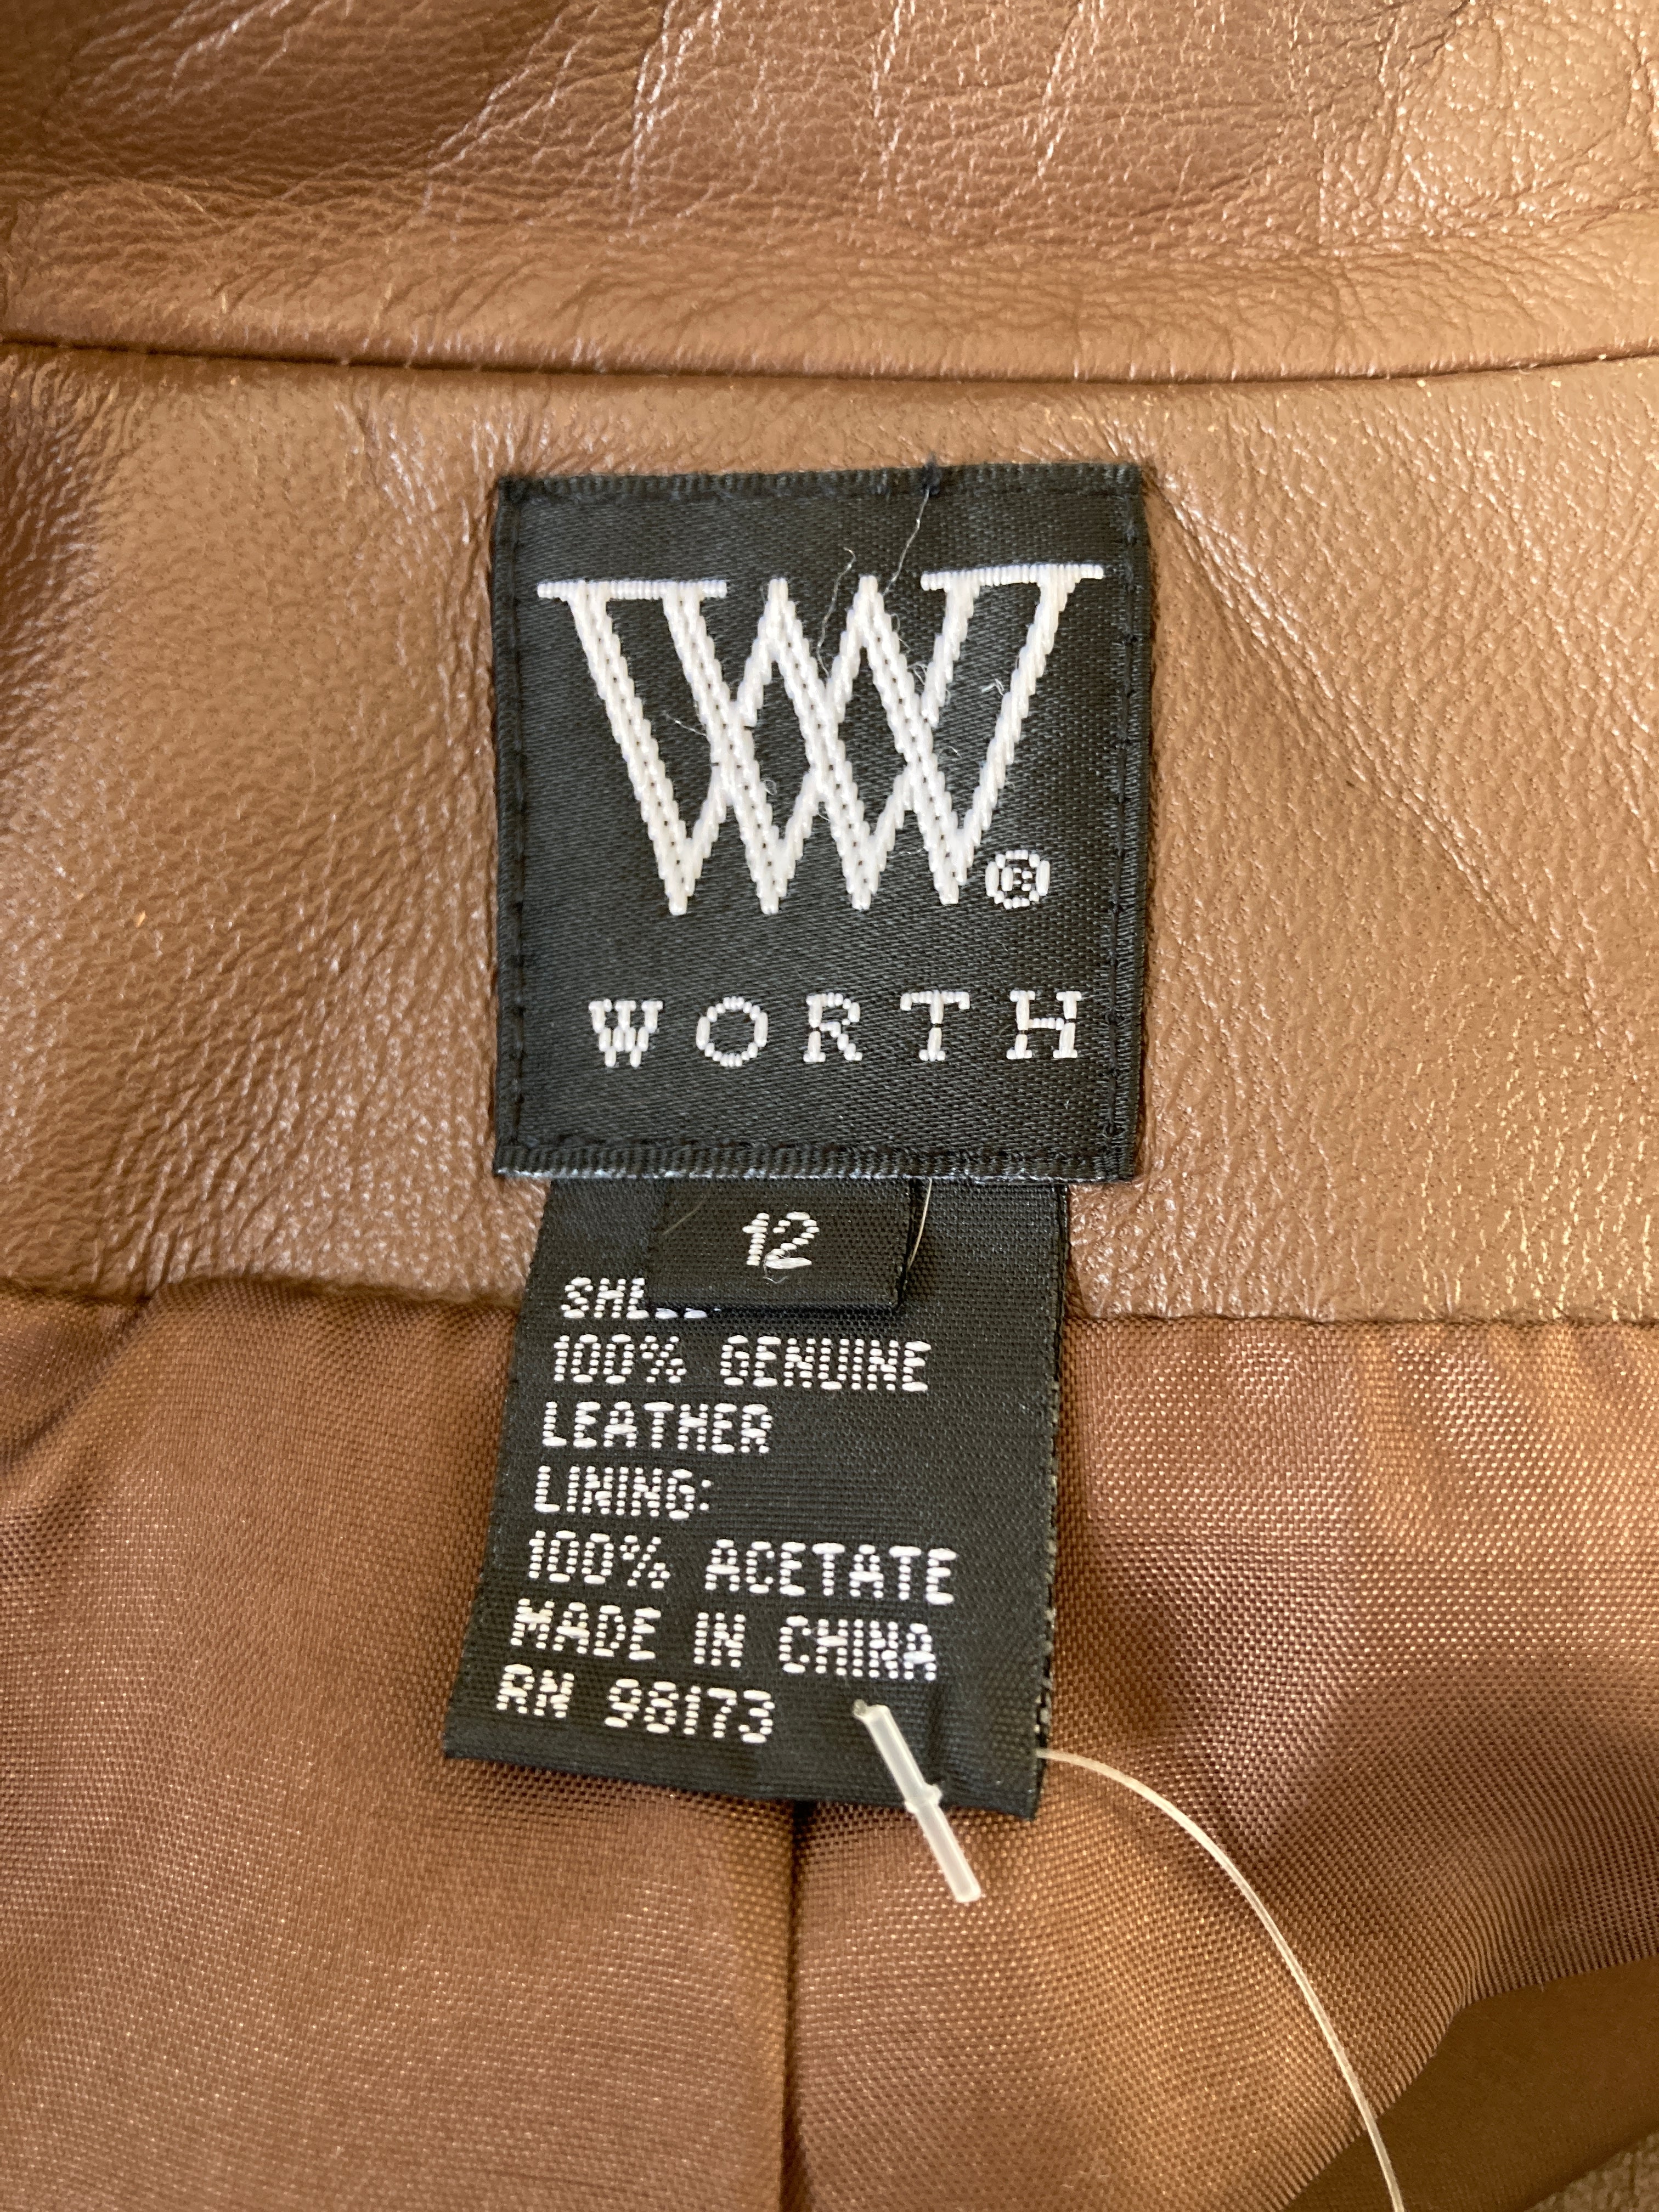 W®
WORTH
12
100% GENUINE
LEATHER
LINING:
100% ACETATE
MADE IN CHINA
RN 98173